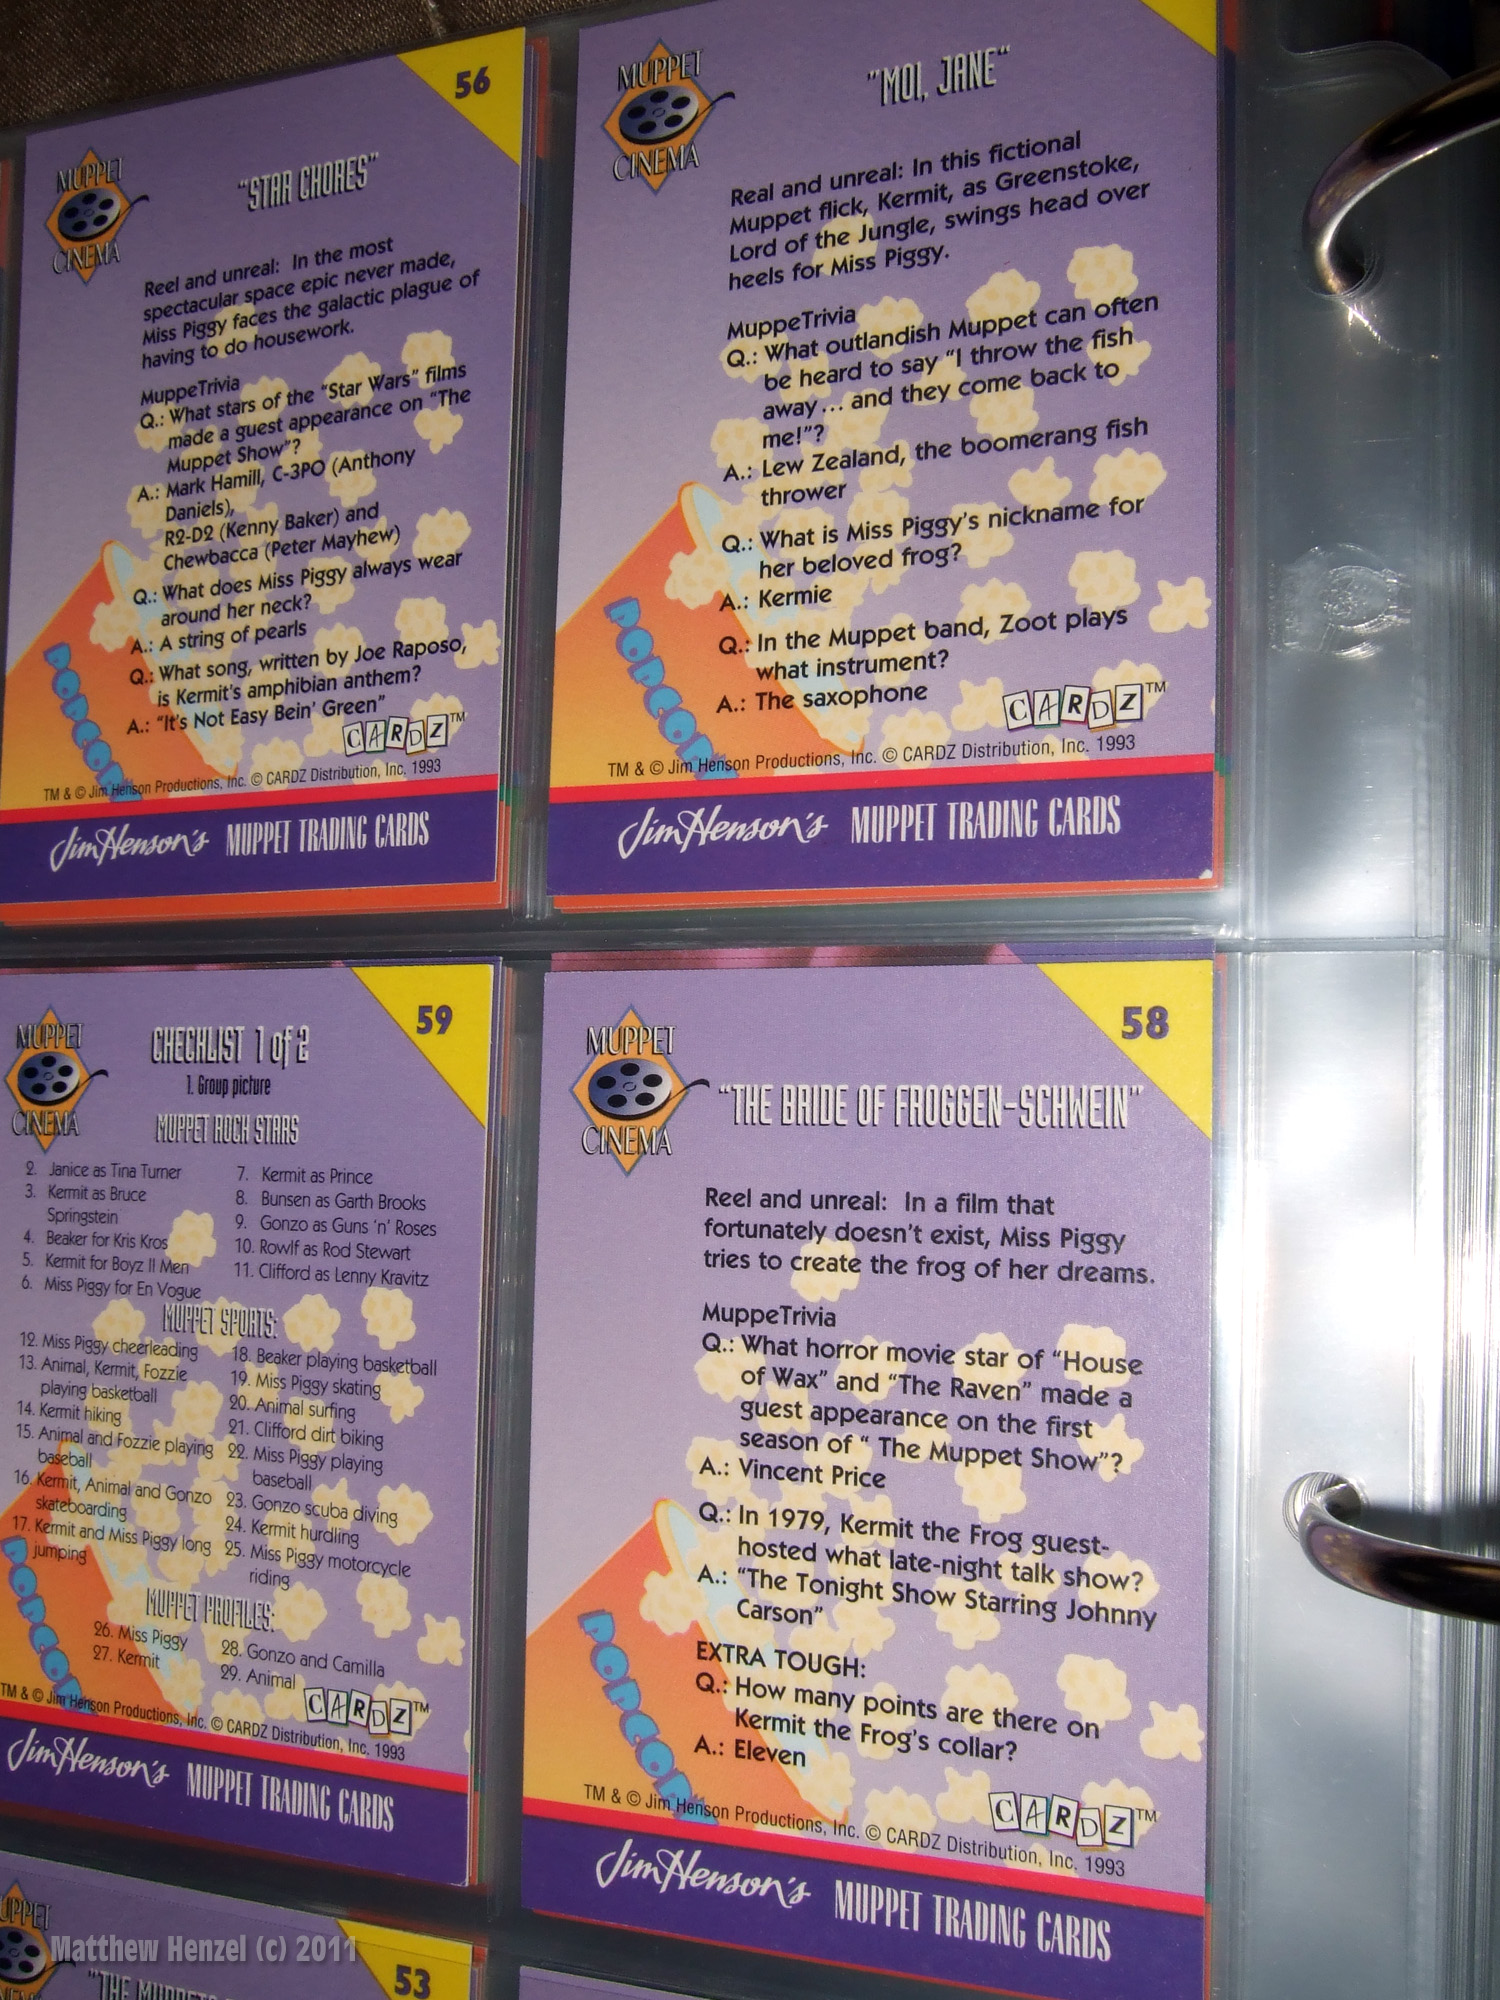 56
MUPPET
CINEMA
"STAR CHORES"
Reel and unreal: In the most
spectacular space epic never made,
Miss Piggy faces the galactic plague of
having to do housework.
MuppeTrivia
Q.: What stars of the "Star Wars" films
made a guest appearance on "The
Muppet Show"?
A.: Mark Hamill, C-3PO (Anthony
Daniels),
R2-D2 (Kenny Baker) and
Chewbacca (Peter Mayhew)
Q.: What does Miss Piggy always wear
around her neck?
A.: A string of pearls
Q.: What song, written by Joe Raposo,
is Kermit's amphibian anthem?
A.: "It's Not Easy Bein' Green"
POPCOR
CARDZ™
TM & © Jim Henson Productions, Inc. © CARDZ Distribution, Inc. 1993
Jim Henson's MUPPET TRADING CARDS
MUPPET
CINEMA
"MOI, JANE"
Real and unreal: In this fictional
Muppet flick, Kermit, as Greenstoke,
Lord of the Jungle, swings head over
heels for Miss Piggy.
MuppeTrivia
Q.: What outlandish Muppet can often
be heard to say "I throw the fish
away... and they come back to
me!"?
A.: Lew Zealand, the boomerang fish
thrower
Q.: What is Miss Piggy's nickname for
her beloved frog?
A.: Kermie
Q.: In the Muppet band, Zoot plays
what instrument?
A.: The saxophone
POPCOR
CARDZ™
TM & © Jim Henson Productions, Inc. © CARDZ Distribution, Inc. 1993
Jim Henson's MUPPET TRADING CARDS
59
MUPPET
CINEMA
CHECKLIST 1 of 2
1. Group picture
MUPPET ROCK STARS
2. Janice as Tina Turner
3. Kermit as Bruce
Springstein
4. Beaker for Kris Kros
5. Kermit for Boyz II Men
6. Miss Piggy for En Vogue
7. Kermit as Prince
8. Bunsen as Garth Brooks
9. Gonzo as Guns 'n' Roses
10. Rowlf as Rod Stewart
11. Clifford as Lenny Kravitz
MUPPET SPORTS:
12. Miss Piggy cheerleading
13. Animal, Kermit, Fozzie
playing basketball
14. Kermit hiking
15. Animal and Fozzie playing
baseball
16. Kermit, Animal and Gonzo
skateboarding
17. Kermit and Miss Piggy long
jumping
18. Beaker playing basketball
19. Miss Piggy skating
20. Animal surfing
21. Clifford dirt biking
22. Miss Piggy playing
baseball
23. Gonzo scuba diving
24. Kermit hurdling
25. Miss Piggy motorcycle
riding
MUPPET PROFILES:
26. Miss Piggy
27. Kermit
28. Gonzo and Camilla
29. Animal
POPCOR
CARDZ™
TM & © Jim Henson Productions, Inc. © CARDZ Distribution, Inc. 1993
Jim Henson's MUPPET TRADING CARDS
58
MUPPET
CINEMA
"THE BRIDE OF FROGGEN-SCHWEIN"
Reel and unreal: In a film that
fortunately doesn't exist, Miss Piggy
tries to create the frog of her dreams.
MuppeTrivia
Q.: What horror movie star of "House
of Wax" and "The Raven" made a
guest appearance on the first
season of " The Muppet Show"?
A.: Vincent Price
Q.: In 1979, Kermit the Frog guest-
hosted what late-night talk show?
A.: "The Tonight Show Starring Johnny
Carson"
EXTRA TOUGH:
Q.: How many points are there on
Kermit the Frog's collar?
A.: Eleven
POPCOR
CARDZ™
TM & © Jim Henson Productions, Inc. © CARDZ Distribution, Inc. 1993
Jim Henson's MUPPET TRADING CARDS
UPPET
53
"THE MUPPETS
Matthew Henzel (c) 2011